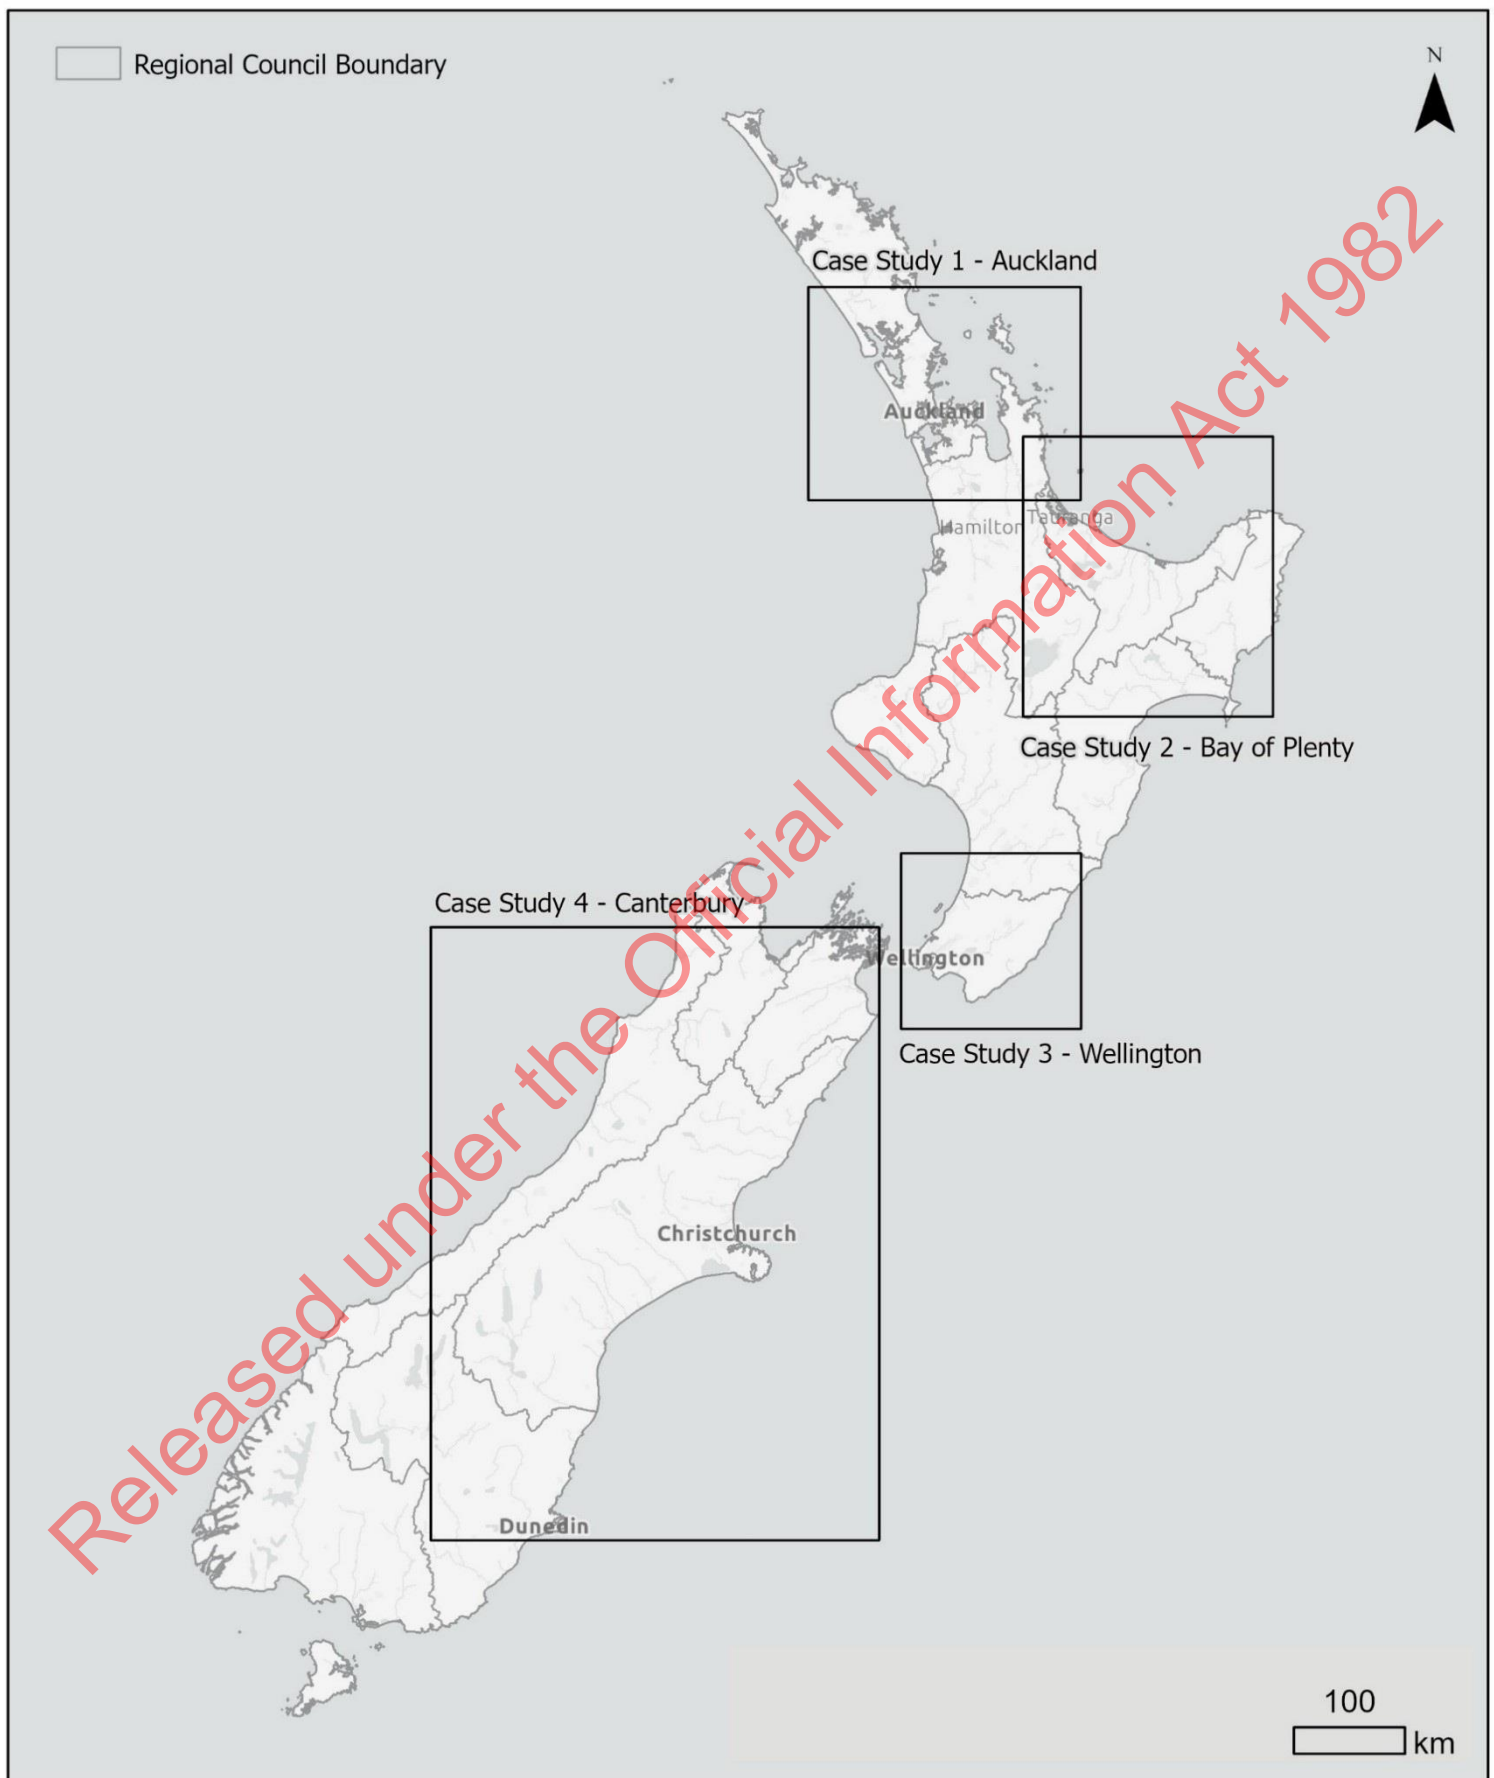 Regional Council Boundary
N
Case Study 1 - Auckland
Auckland
Hamilton
Tauranga
Case Study 2 - Bay of Plenty
Case Study 4 - Canterbury
Wellington
Case Study 3 - Wellington
Christchurch
Dunedin
100
km
Released under the Official Information Act 1982